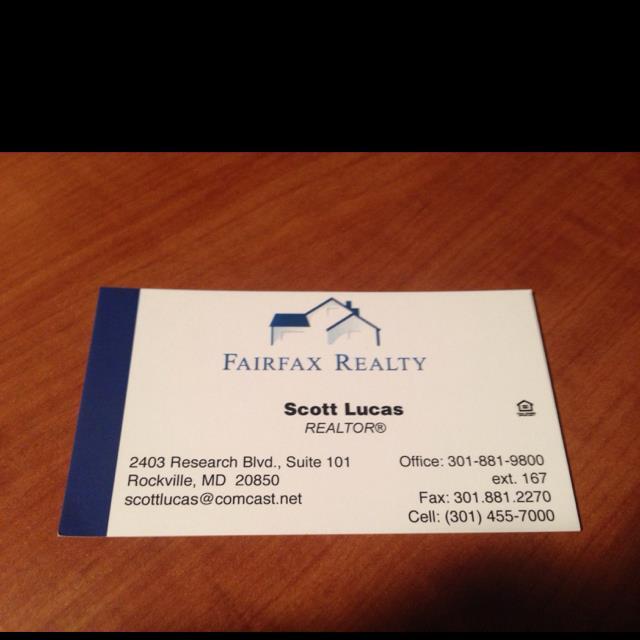 FAIRFAX REALTY
Scott Lucas
REALTOR®
2403 Research Blvd., Suite 101
Rockville, MD 20850
scottlucas@comcast.net
Office: 301-881-9800
ext. 167
Fax: 301.881.2270
Cell: (301) 455-7000